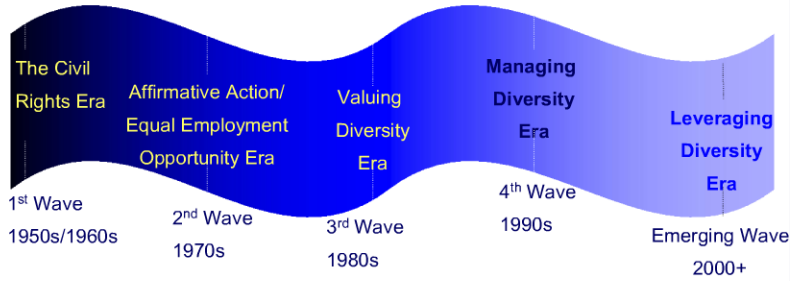 The Civil
Rights Era
Affirmative Action/
Equal Employment
Opportunity Era
Valuing
Diversity
Era
Managing
Diversity
Era
Leveraging
Diversity
Era
1st Wave
1950s/1960s
2nd Wave
1970s
3rd Wave
1980s
4th Wave
1990s
Emerging Wave
2000+